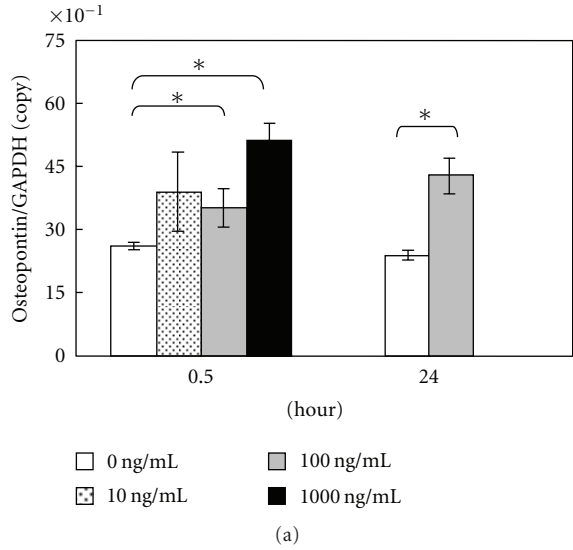 ×10⁻¹
75
60
45
30
15
0
Osteopontin/GAPDH (copy)
*
*
*
0.5 24
(hour)
0 ng/mL 100 ng/mL
10 ng/mL 1000 ng/mL
(a)